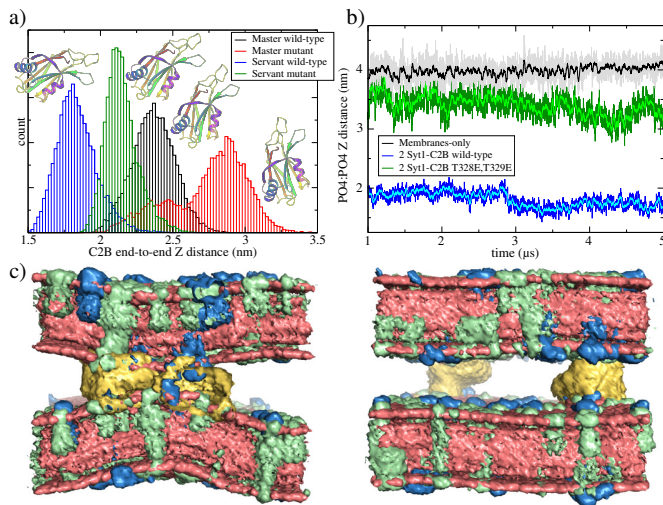 a)
Master wild-type
Master mutant
Servant wild-type
Servant mutant
count
1.5 2 2.5 3 3.5
C2B end-to-end Z distance (nm)
b)
4
3
2
PO4:PO4 Z distance (nm)
Membranes-only
2 Syt1-C2B wild-type
2 Syt1-C2B T328E,T329E
1 2 3 4 5
time (µs)
c)